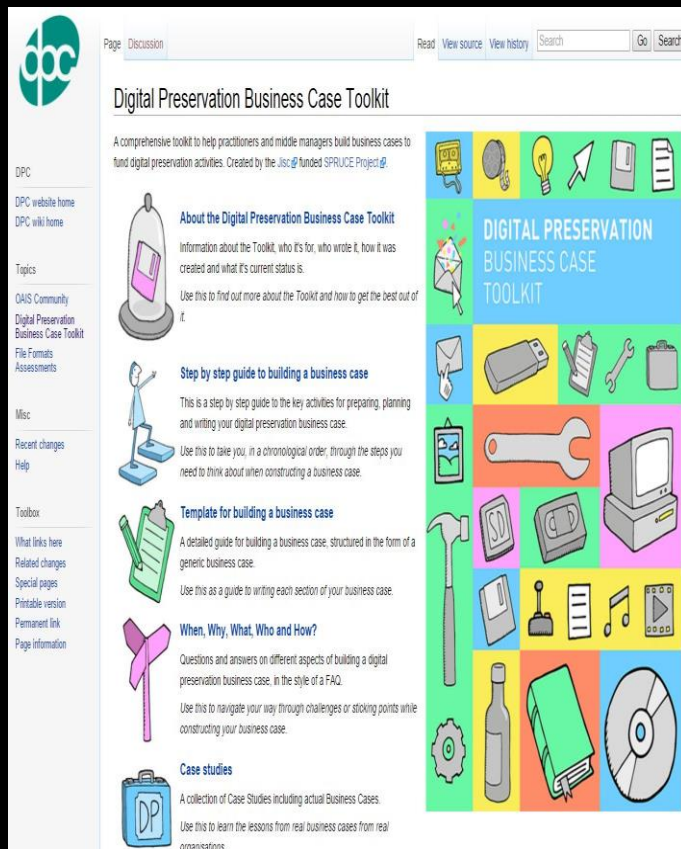 dpc
Page Discussion
Read View source View history Search Go Search
Digital Preservation Business Case Toolkit
A comprehensive toolkit to help practitioners and middle managers build business cases to
fund digital preservation activities. Created by the Jisc funded SPRUCE Project.
DPC
DPC website home
DPC wiki home
Topics
OAIS Community
Digital Preservation
Business Case Toolkit
File Formats
Assessments
Misc
Recent changes
Help
Toolbox
What links here
Related changes
Special pages
Printable version
Permanent link
Page information
About the Digital Preservation Business Case Toolkit
Information about the Toolkit, who it's for, who wrote it, how it was
created and what it's current status is.
Use this to find out more about the Toolkit and how to get the best out of
it.
Step by step guide to building a business case
This is a step by step guide to the key activities for preparing, planning
and writing your digital preservation business case.
Use this to take you, in a chronological order, through the steps you
need to think about when constructing a business case.
Template for building a business case
A detailed guide for building a business case, structured in the form of a
generic business case.
Use this as a guide to writing each section of your business case.
When, Why, What, Who and How?
Questions and answers on different aspects of building a digital
preservation business case, in the style of a FAQ.
Use this to navigate your way through challenges or sticking points while
constructing your business case.
DP
Case studies
A collection of Case Studies including actual Business Cases.
Use this to learn the lessons from real business cases from real
organisations.
DIGITAL PRESERVATION
BUSINESS CASE
TOOLKIT
SD